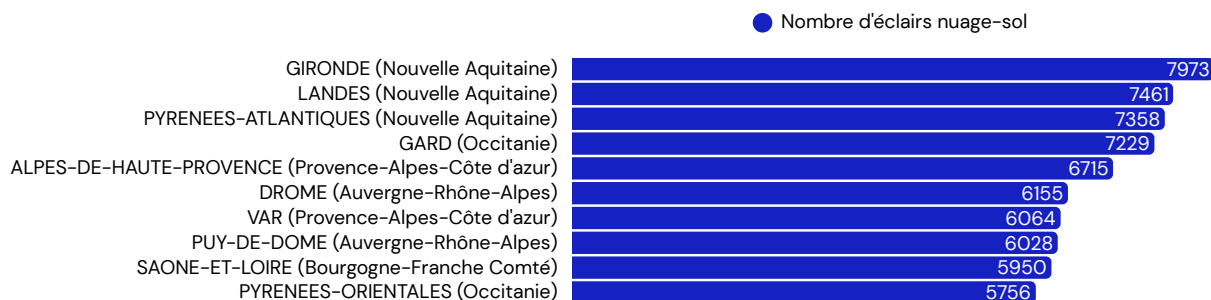 Nombre d'éclairs nuage-sol
GIRONDE (Nouvelle Aquitaine) 7973
LANDES (Nouvelle Aquitaine) 7461
PYRENEES-ATLANTIQUES (Nouvelle Aquitaine) 7358
GARD (Occitanie) 7229
ALPES-DE-HAUTE-PROVENCE (Provence-Alpes-Côte d'azur) 6715
DROME (Auvergne-Rhône-Alpes) 6155
VAR (Provence-Alpes-Côte d'azur) 6064
PUY-DE-DOME (Auvergne-Rhône-Alpes) 6028
SAONE-ET-LOIRE (Bourgogne-Franche Comté) 5950
PYRENEES-ORIENTALES (Occitanie) 5756